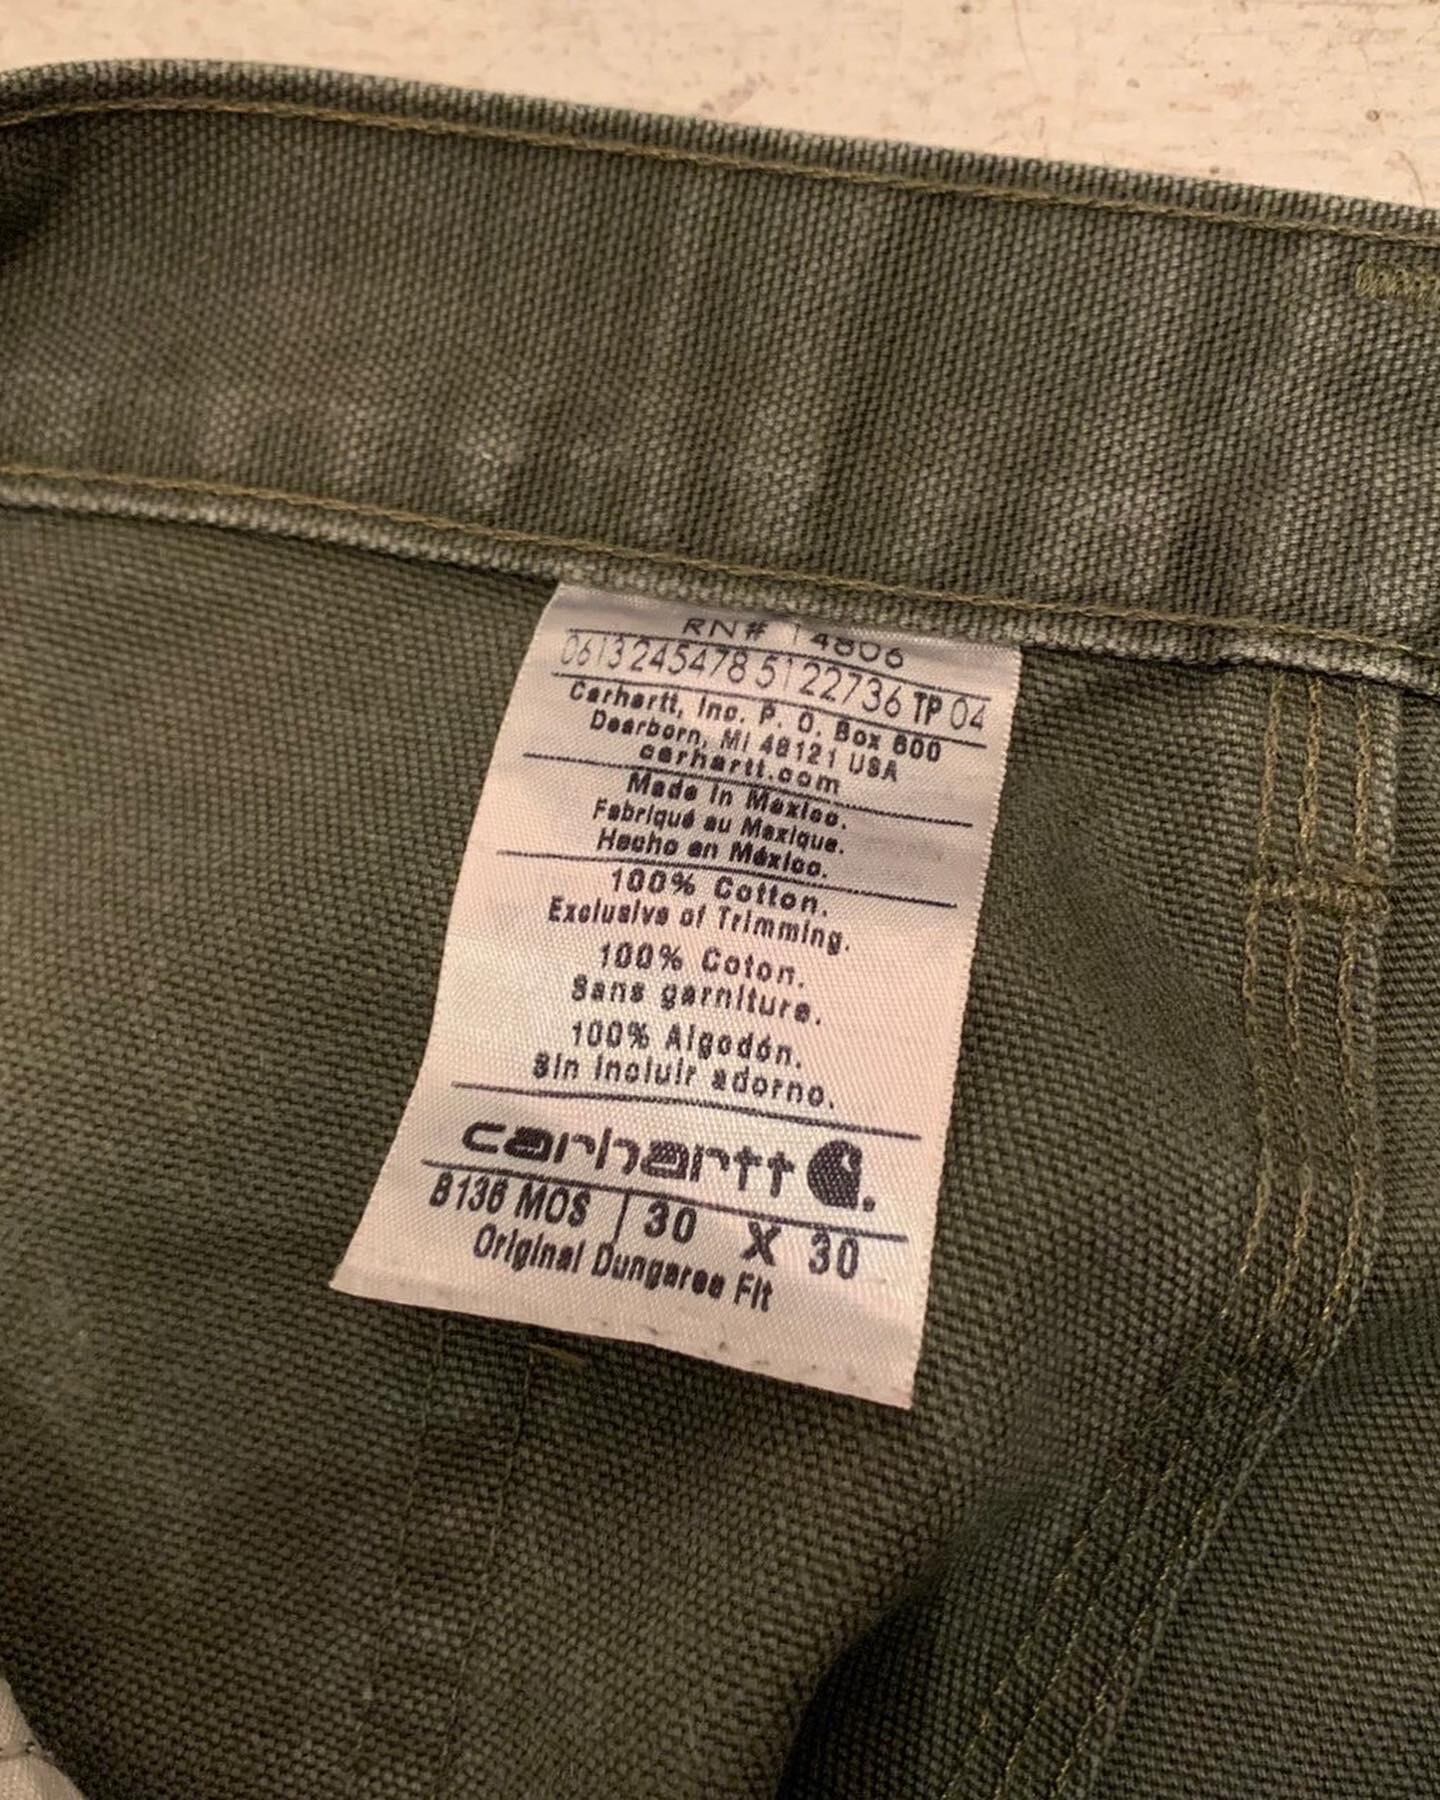 RN# 14806
0613245478 5122736 TP 04
Carhartt, Inc. P. O. Box 600
Dearborn, MI 48121 USA
carhartt.com
Made in Mexico.
Fabriqué au Mexique.
Hecho en México.
100% Cotton.
Exclusive of Trimming.
100% Coton.
Sans garniture.
100% Algodón.
Sin incluir adorno.
carhartt
B136 MOS | 30 X 30
Original Dungaree Fit